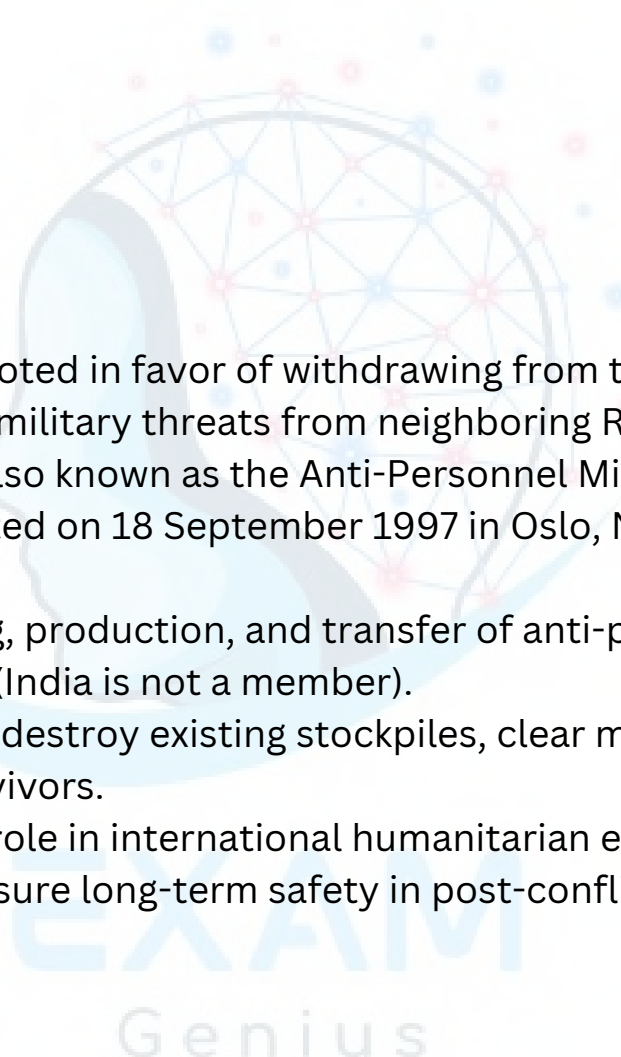 oted in favor of withdrawing from t
military threats from neighboring R
lso known as the Anti-Personnel Mi
ted on 18 September 1997 in Oslo, N
g, production, and transfer of anti-p
(India is not a member).
destroy existing stockpiles, clear m
vivors.
role in international humanitarian e
sure long-term safety in post-confl
EXAM
Genius